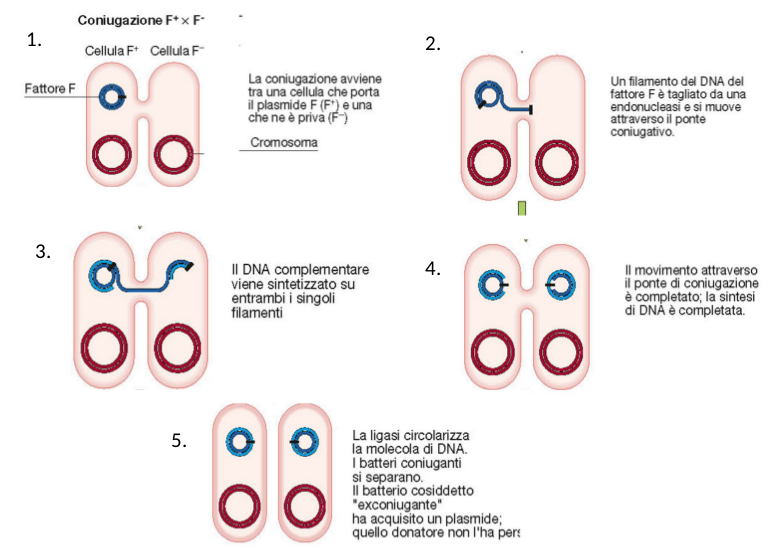 Coniugazione F⁺ × F⁻
1.
Cellula F⁺ Cellula F⁻
Fattore F
La coniugazione avviene
tra una cellula che porta
il plasmide F (F⁺) e una
che ne è priva (F⁻)
Cromosoma
2.
Un filamento del DNA del
fattore F è tagliato da una
endonucleasi e si muove
attraverso il ponte
coniugativo.
3.
Il DNA complementare
viene sintetizzato su
entrambi i singoli
filamenti
4.
Il movimento attraverso
il ponte di coniugazione
è completato; la sintesi
di DNA è completata.
5.
La ligasi circolarizza
la molecola di DNA.
I batteri coniuganti
si separano.
Il batterio cosiddetto
"exconiugante"
ha acquisito un plasmide;
quello donatore non l'ha